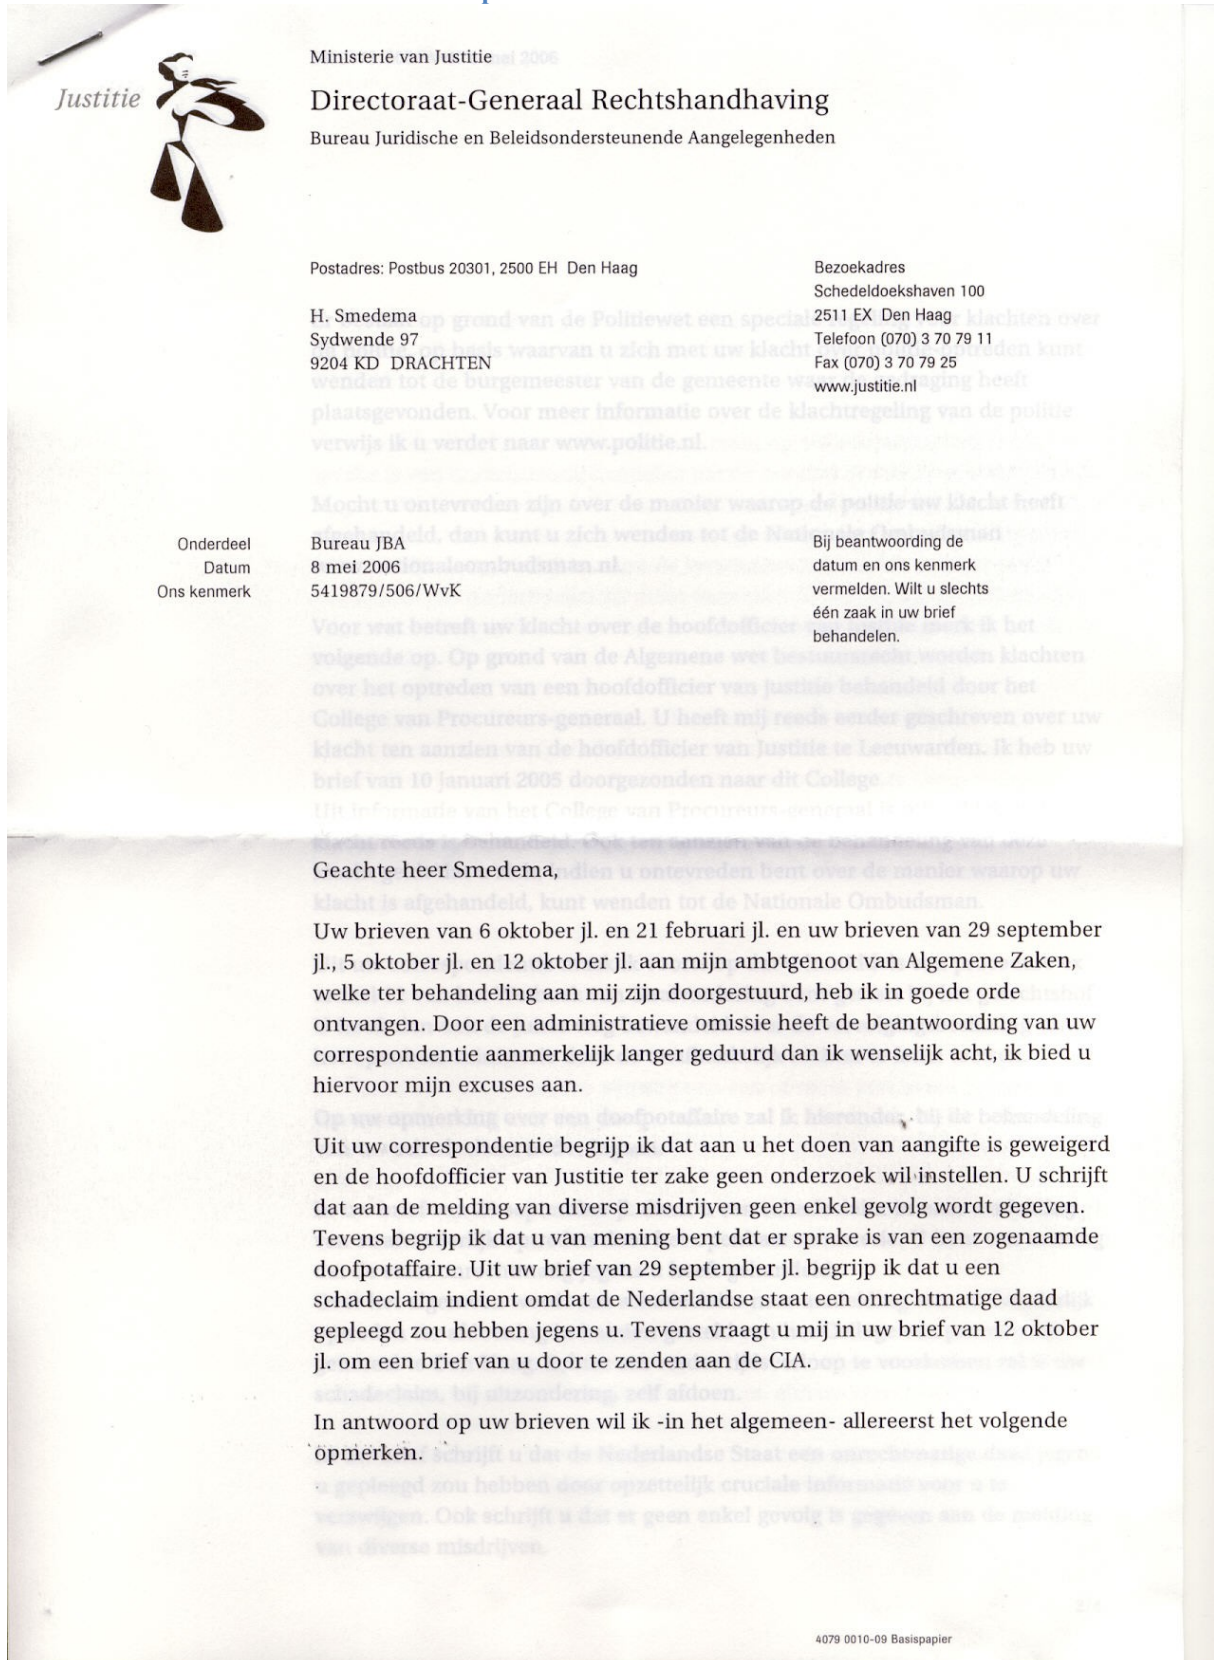 Ministerie van Justitie
Justitie
Directoraat-Generaal Rechtshandhaving
Bureau Juridische en Beleidsondersteunende Aangelegenheden
Postadres: Postbus 20301, 2500 EH Den Haag
Bezoekadres
Schedeldoekshaven 100
2511 EX Den Haag
Telefoon (070) 3 70 79 11
Fax (070) 3 70 79 25
www.justitie.nl
H. Smedema
Sydwende 97
9204 KD DRACHTEN
Onderdeel Bureau JBA
Datum 8 mei 2006
Ons kenmerk 5419879/506/WvK
Bij beantwoording de
datum en ons kenmerk
vermelden. Wilt u slechts
één zaak in uw brief
behandelen.
Geachte heer Smedema,
Uw brieven van 6 oktober jl. en 21 februari jl. en uw brieven van 29 september
jl., 5 oktober jl. en 12 oktober jl. aan mijn ambtgenoot van Algemene Zaken,
welke ter behandeling aan mij zijn doorgestuurd, heb ik in goede orde
ontvangen. Door een administratieve omissie heeft de beantwoording van uw
correspondentie aanmerkelijk langer geduurd dan ik wenselijk acht, ik bied u
hiervoor mijn excuses aan.
Uit uw correspondentie begrijp ik dat aan u het doen van aangifte is geweigerd
en de hoofdofficier van Justitie ter zake geen onderzoek wil instellen. U schrijft
dat aan de melding van diverse misdrijven geen enkel gevolg wordt gegeven.
Tevens begrijp ik dat u van mening bent dat er sprake is van een zogenaamde
doofpotaffaire. Uit uw brief van 29 september jl. begrijp ik dat u een
schadeclaim indient omdat de Nederlandse staat een onrechtmatige daad
gepleegd zou hebben jegens u. Tevens vraagt u mij in uw brief van 12 oktober
jl. om een brief van u door te zenden aan de CIA.
In antwoord op uw brieven wil ik -in het algemeen- allereerst het volgende
opmerken.
4079 0010-09 Basispapier